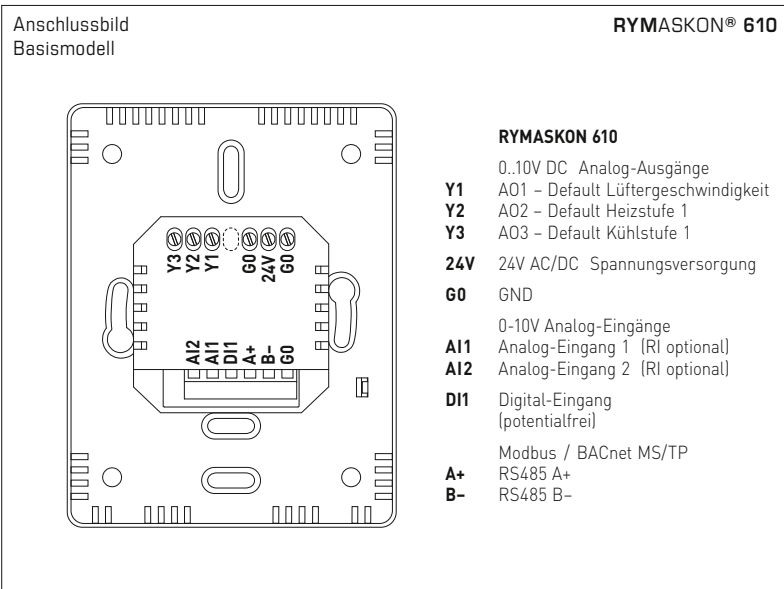 Anschlussbild
Basismodell
RYMASKON® 610
Y3 Y2 Y1 G0 24V G0
AI2 AI1 DI1 A+ B– G0
RYMASKON 610
0..10V DC Analog-Ausgänge
Y1 AO1 – Default Lüftergeschwindigkeit
Y2 AO2 – Default Heizstufe 1
Y3 AO3 – Default Kühlstufe 1
24V 24V AC/DC Spannungsversorgung
G0 GND
0-10V Analog-Eingänge
AI1 Analog-Eingang 1 (RI optional)
AI2 Analog-Eingang 2 (RI optional)
DI1 Digital-Eingang
(potentialfrei)
Modbus / BACnet MS/TP
A+ RS485 A+
B– RS485 B–